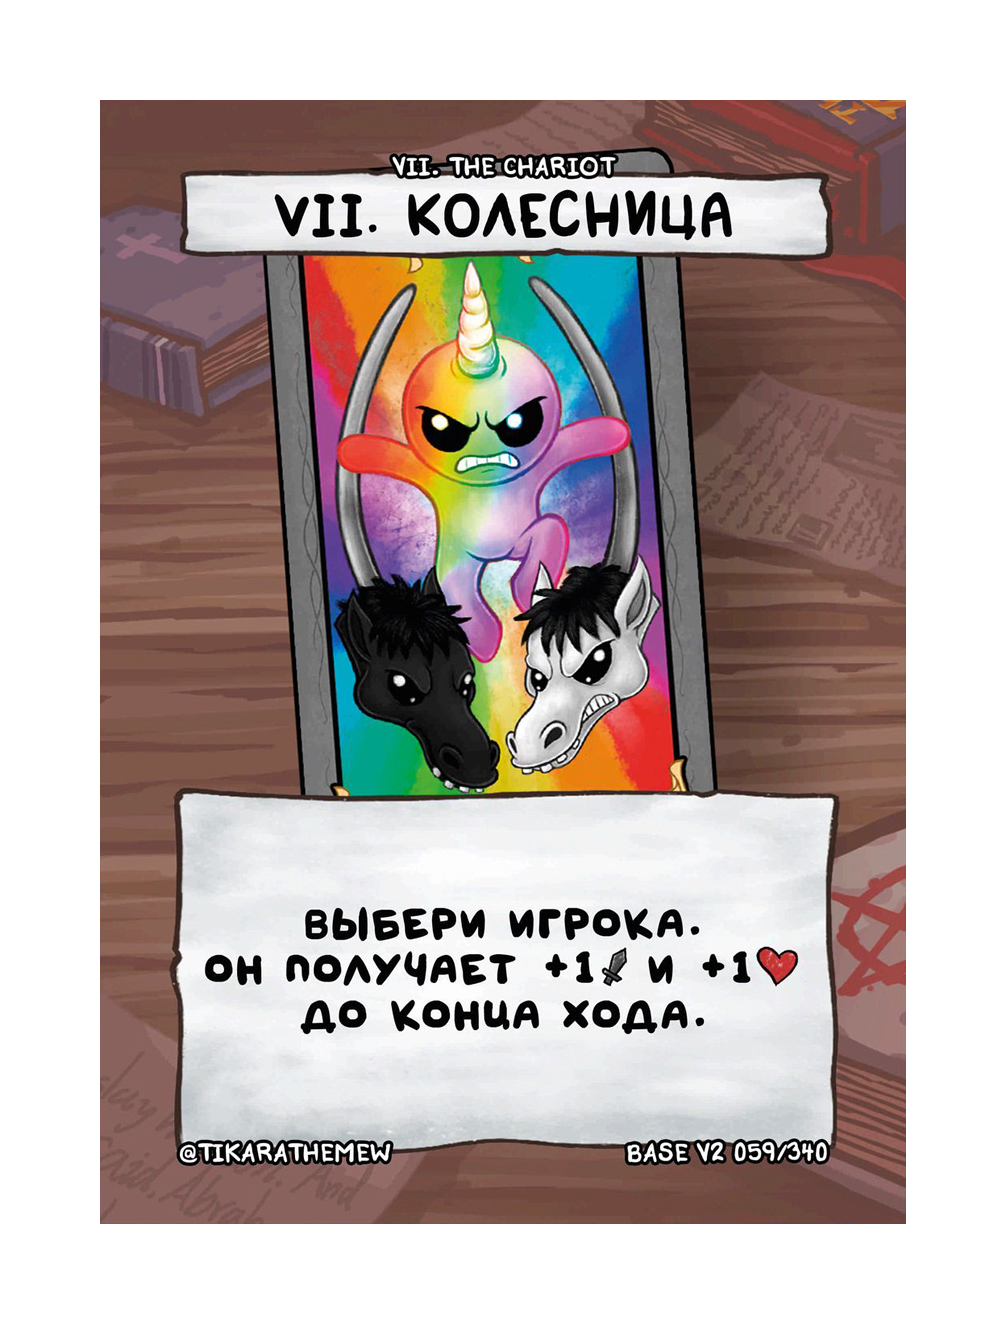 VII. THE CHARIOT
VII. КОЛЕСНИЦА
ВЫБЕРИ ИГРОКА.
ОН ПОЛУЧАЕТ +1 И +1
ДО КОНЦА ХОДА.
@TIKARATHEMEW
BASE V2 059/340